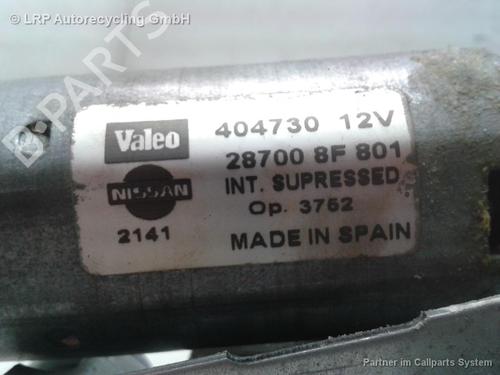 © LRP Autorecycling GmbH
Valeo 404730 12V
28700 8F 801
NISSAN INT. SUPRESSED
Op. 3752
2141 MADE IN SPAIN
Partner im Callparts System